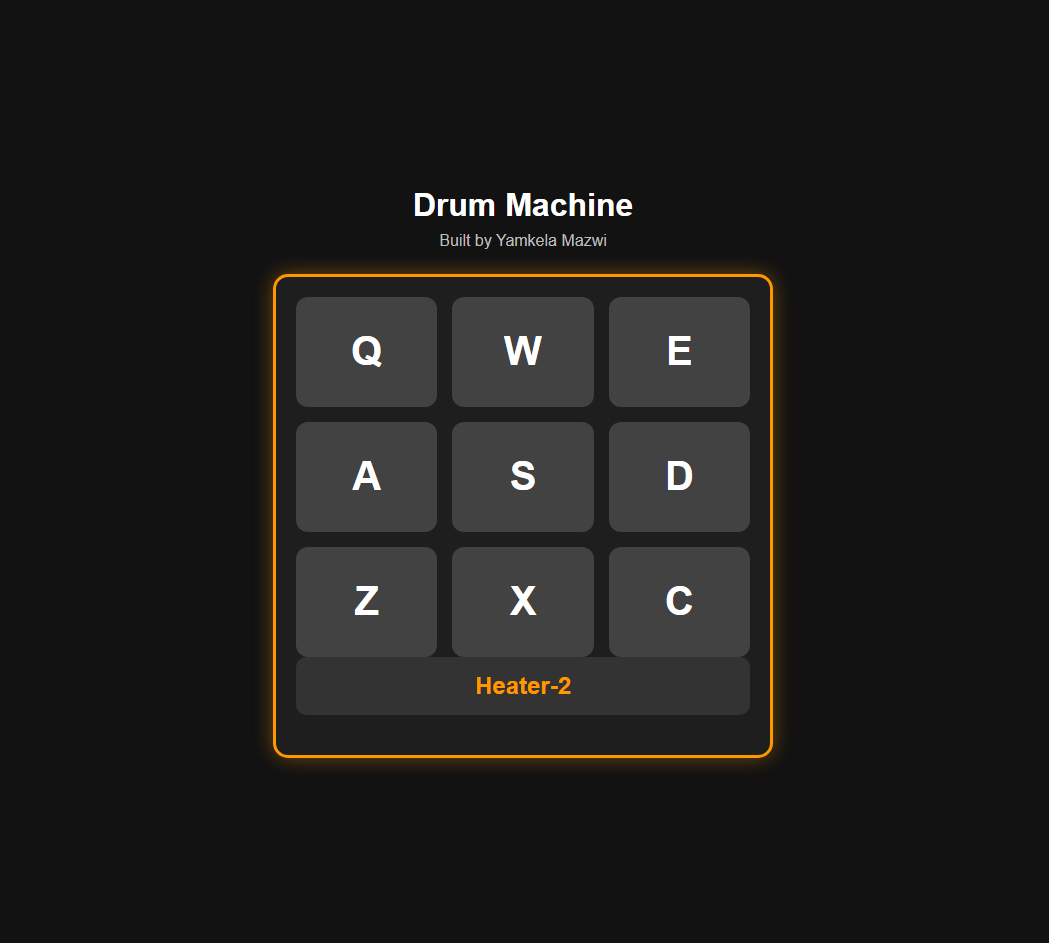 Drum Machine
Built by Yamkela Mazwi
Q W E
A S D
Z X C
Heater-2